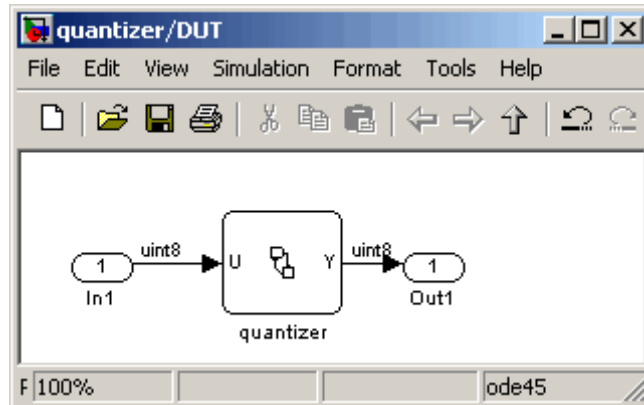 quantizer/DUT
File Edit View Simulation Format Tools Help
uint8 uint8
1 U Y 1
In1 Out1
quantizer
F 100% ode45